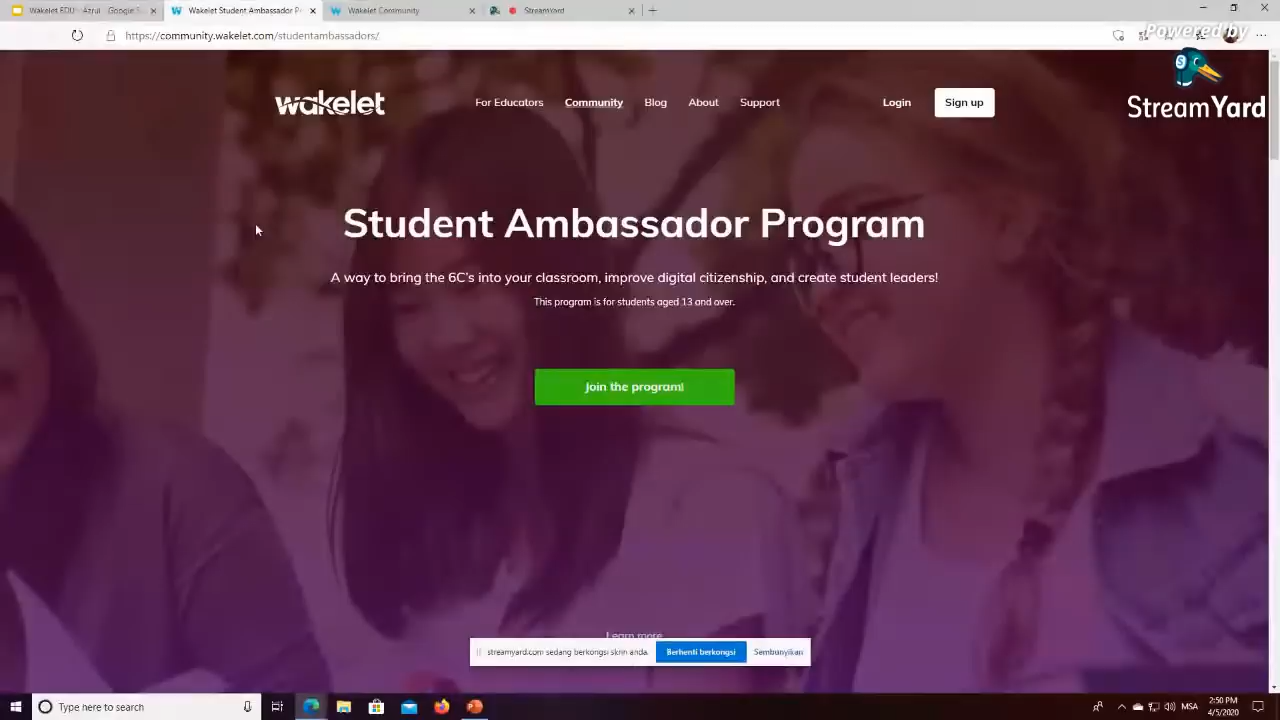 Wakelet EDU - Azrul - Google S
Wakelet Student Ambassador P
Wakelet Community
StreamYard
https://community.wakelet.com/studentambassadors/
Powered by
StreamYard
wakelet
For Educators
Community
Blog
About
Support
Login
Sign up
Student Ambassador Program
A way to bring the 6C's into your classroom, improve digital citizenship, and create student leaders!
This program is for students aged 13 and over.
Join the program!
Learn more
streamyard.com sedang berkongsi skrin anda.
Berhenti berkongsi
Sembunyikan
Type here to search
MSA
2:50 PM
4/5/2020